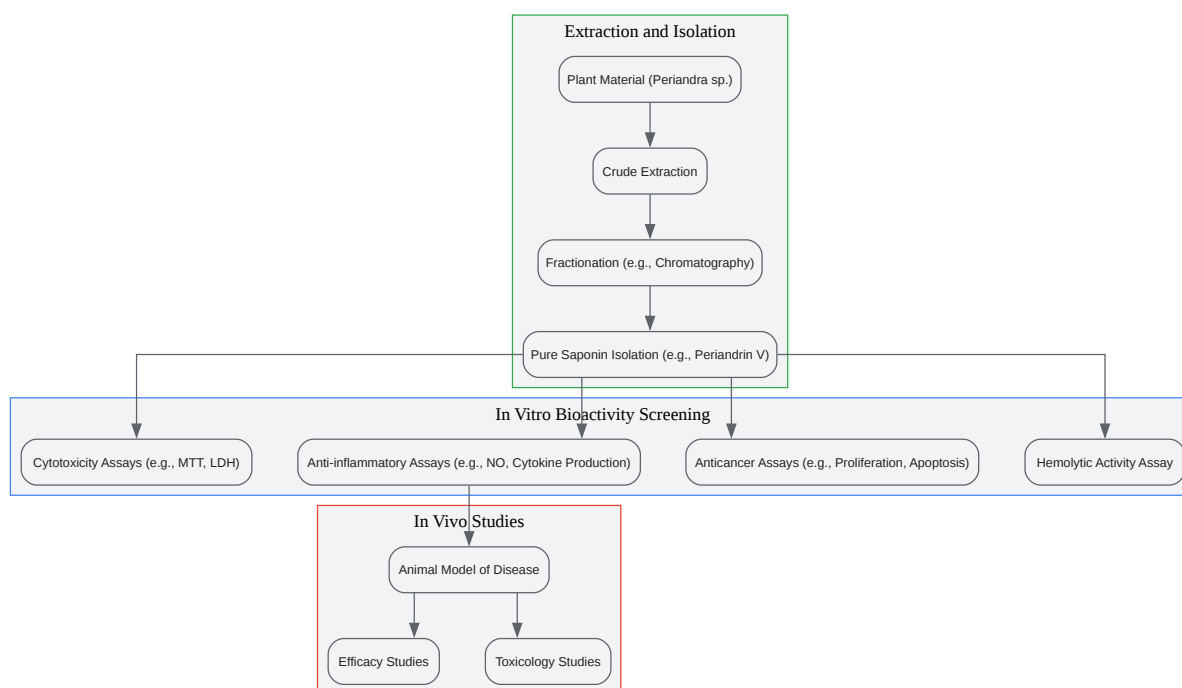 Extraction and Isolation
Plant Material (Periandra sp.)
Crude Extraction
Fractionation (e.g., Chromatography)
Pure Saponin Isolation (e.g., Periandrin V)
In Vitro Bioactivity Screening
Cytotoxicity Assays (e.g., MTT, LDH)
Anti-inflammatory Assays (e.g., NO, Cytokine Production)
Anticancer Assays (e.g., Proliferation, Apoptosis)
Hemolytic Activity Assay
In Vivo Studies
Animal Model of Disease
Efficacy Studies
Toxicology Studies